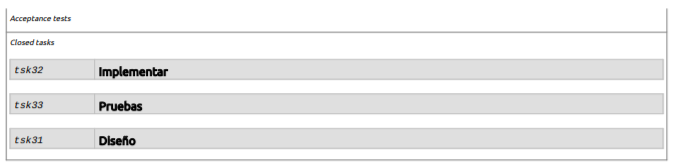 Acceptance tests
Closed tasks
tsk32 Implementar
tsk33 Pruebas
tsk31 Diseño